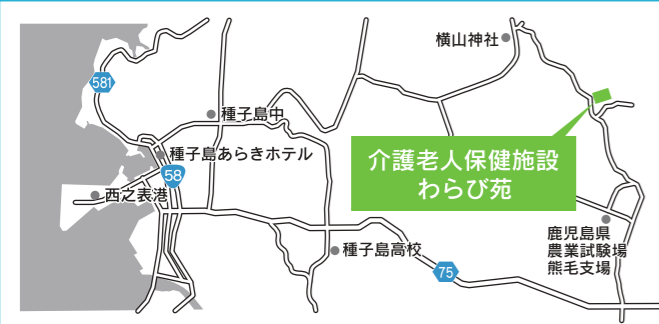 横山神社
581
種子島中
種子島あらきホテル
58
介護老人保健施設
わらび苑
西之表港
種子島高校
75
鹿児島県
農業試験場
熊毛支場